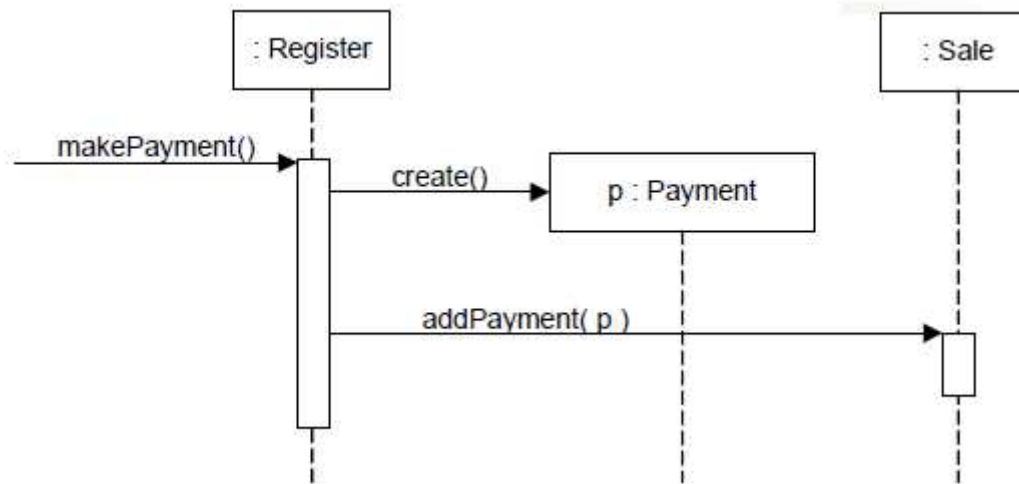 : Register
: Sale
makePayment()
create()
p : Payment
addPayment( p )